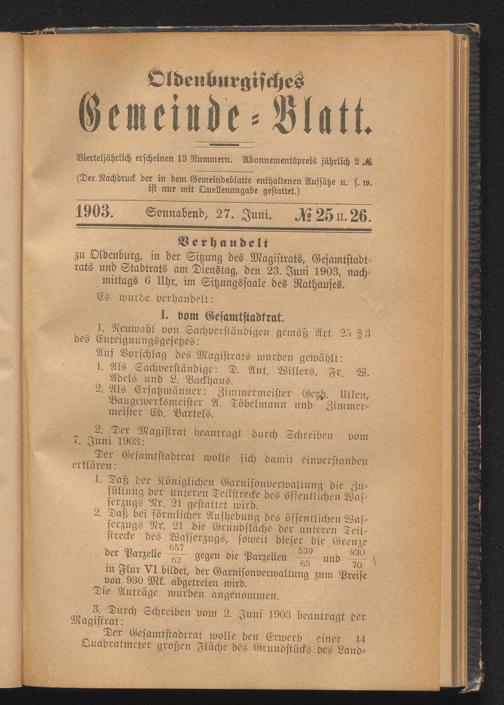 Oldenburgisches
Gemeinde-Blatt.
Vierteljährlich erscheinen 13 Nummern. Abonnementspreis jährlich 2 ℳ.
(Der Nachdruck der in dem Gemeindeblatte enthaltenen Aufsätze u. s. w.
ist nur mit Quellenangabe gestattet.)
1903. Sonnabend, 27. Juni. № 25 u. 26.
Verhandelt
zu Oldenburg, in der Sitzung des Magistrats, Gesamtstadt-
rats und Stadtrats am Dienstag, den 23. Juni 1903, nach-
mittags 6 Uhr, im Sitzungssaale des Rathauses.
Es wurde verhandelt:
I. vom Gesamtstadtrat.
1. Neuwahl von Sachverständigen gemäß Art. 25 § 3
des Enteignungsgesetzes:
Auf Vorschlag des Magistrats wurden gewählt:
1. Als Sachverständige: D. Ant. Willers, Fr. W.
Adels und L. Backhaus.
2. Als Ersatzmänner: Zimmermeister Gerh. Ulken,
Baugewerksmeister A. Töbelmann und Zimmer-
meister Ed. Bartels.
2. Der Magistrat beantragt durch Schreiben vom
7. Juni 1903:
Der Gesamtstadtrat wolle sich damit einverstanden
erklären:
1. Daß der Königlichen Garnisonverwaltung die Zu-
füllung der unteren Teilstrecke des öffentlichen Was-
serzugs Nr. 21 gestattet wird.
2. Daß bei förmlicher Aufhebung des öffentlichen Was-
serzugs Nr. 21 die Grundfläche der unteren Teil-
strecke des Wasserzugs, soweit dieser die Grenze
der Parzelle 657/62 gegen die Parzellen 539/65 und 830/70
in Flur VI bildet, der Garnisonverwaltung zum Preise
von 930 Mk. abgetreten wird.
Die Anträge wurden angenommen.
3. Durch Schreiben vom 2. Juni 1903 beantragt der
Magistrat:
Der Gesamtstadtrat wolle den Erwerb einer 44
Quadratmeter großen Fläche des Grundstücks des Land-